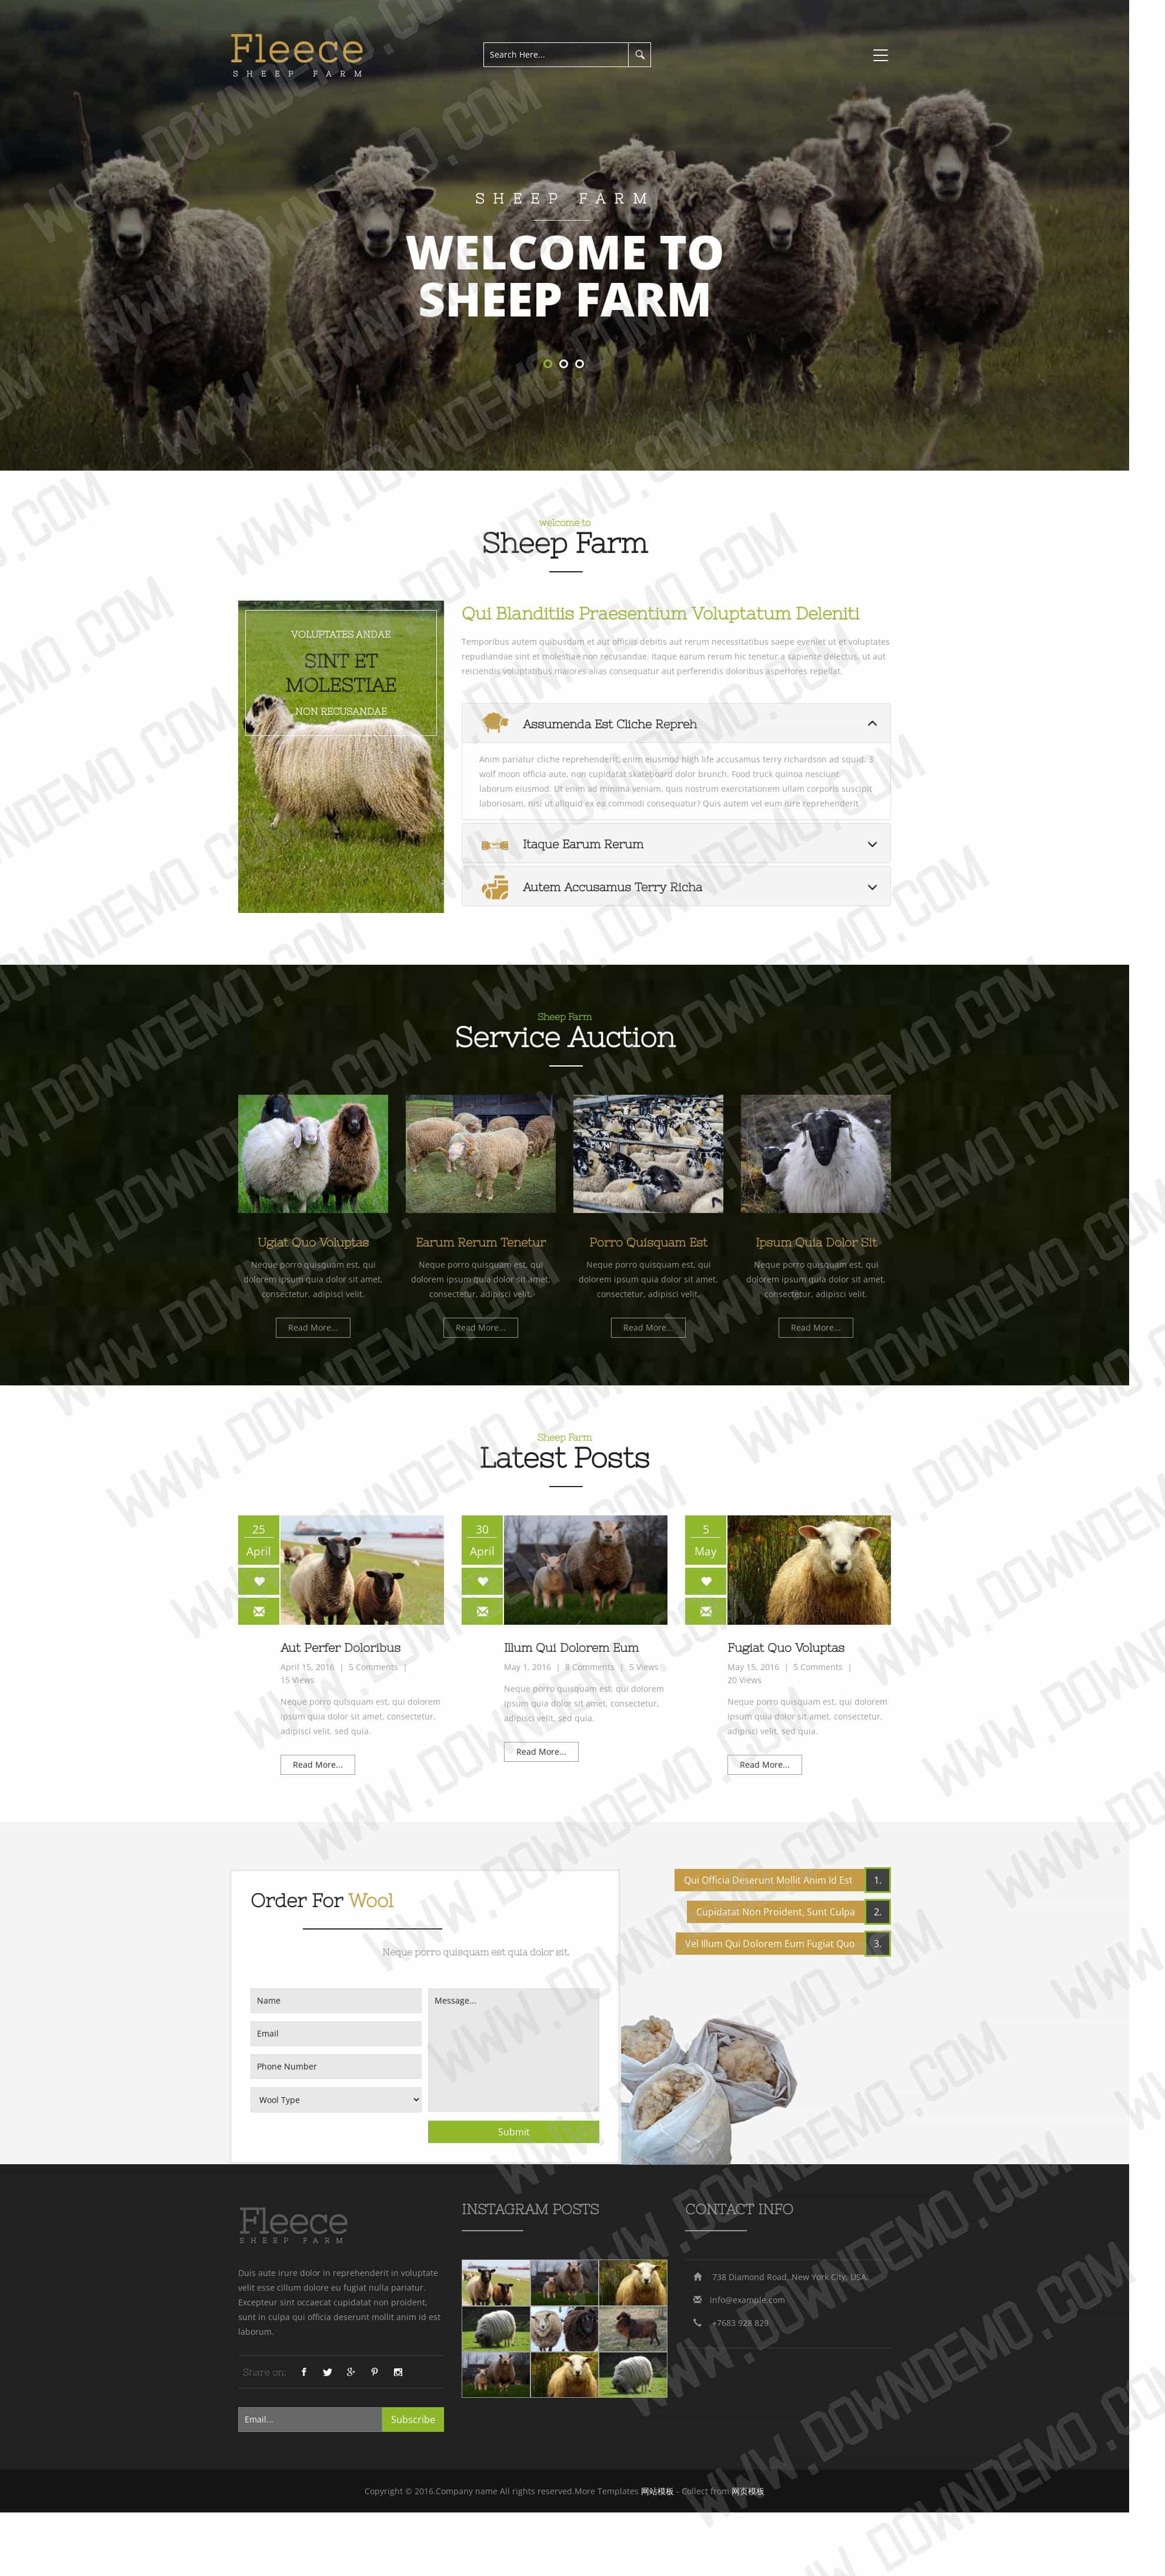 Fleece
SHEEP FARM
Search Here...
SHEEP FARM
WELCOME TO
SHEEP FARM
welcome to
Sheep Farm
VOLUPTATES ANDAE
SINT ET
MOLESTIAE
NON RECUSANDAE
Qui Blanditiis Praesentium Voluptatum Deleniti
Temporibus autem quibusdam et aut officiis debitis aut rerum necessitatibus saepe eveniet ut et voluptates
repudiandae sint et molestiae non recusandae. Itaque earum rerum hic tenetur a sapiente delectus, ut aut
reiciendis voluptatibus maiores alias consequatur aut perferendis doloribus asperiores repellat.
Assumenda Est Cliche Repreh
Anim pariatur cliche reprehenderit, enim eiusmod high life accusamus terry richardson ad squid. 3
wolf moon officia aute, non cupidatat skateboard dolor brunch. Food truck quinoa nesciunt
laborum eiusmod. Ut enim ad minima veniam, quis nostrum exercitationem ullam corporis suscipit
laboriosam, nisi ut aliquid ex ea commodi consequatur? Quis autem vel eum iure reprehenderit
Itaque Earum Rerum
Autem Accusamus Terry Richa
Sheep Farm
Service Auction
Ugiat Quo Voluptas
Neque porro quisquam est, qui
dolorem ipsum quia dolor sit amet,
consectetur, adipisci velit.
Read More...
Earum Rerum Tenetur
Neque porro quisquam est, qui
dolorem ipsum quia dolor sit amet,
consectetur, adipisci velit.
Read More...
Porro Quisquam Est
Neque porro quisquam est, qui
dolorem ipsum quia dolor sit amet,
consectetur, adipisci velit.
Read More...
Ipsum Quia Dolor Sit
Neque porro quisquam est, qui
dolorem ipsum quia dolor sit amet,
consectetur, adipisci velit.
Read More...
Sheep Farm
Latest Posts
25
April
Aut Perfer Doloribus
April 15, 2016 | 5 Comments |
15 Views
Neque porro quisquam est, qui dolorem
ipsum quia dolor sit amet, consectetur,
adipisci velit, sed quia.
Read More...
30
April
Illum Qui Dolorem Eum
May 1, 2016 | 8 Comments | 5 Views
Neque porro quisquam est, qui dolorem
ipsum quia dolor sit amet, consectetur,
adipisci velit, sed quia.
Read More...
5
May
Fugiat Quo Voluptas
May 15, 2016 | 5 Comments |
20 Views
Neque porro quisquam est, qui dolorem
ipsum quia dolor sit amet, consectetur,
adipisci velit, sed quia.
Read More...
Order For Wool
Neque porro quisquam est quia dolor sit.
Name
Email
Phone Number
Wool Type
Message...
Submit
Qui Officia Deserunt Mollit Anim Id Est 1.
Cupidatat Non Proident, Sunt Culpa 2.
Vel Illum Qui Dolorem Eum Fugiat Quo 3.
Fleece
SHEEP FARM
Duis aute irure dolor in reprehenderit in voluptate
velit esse cillum dolore eu fugiat nulla pariatur.
Excepteur sint occaecat cupidatat non proident,
sunt in culpa qui officia deserunt mollit anim id est
laborum.
Share on:
Email...
Subscribe
INSTAGRAM POSTS
CONTACT INFO
738 Diamond Road, New York City, USA.
info@example.com
+7683 928 829
Copyright © 2016.Company name All rights reserved.More Templates 网站模板 - Collect from 网页模板
WWW.DOWNDEMO.COM